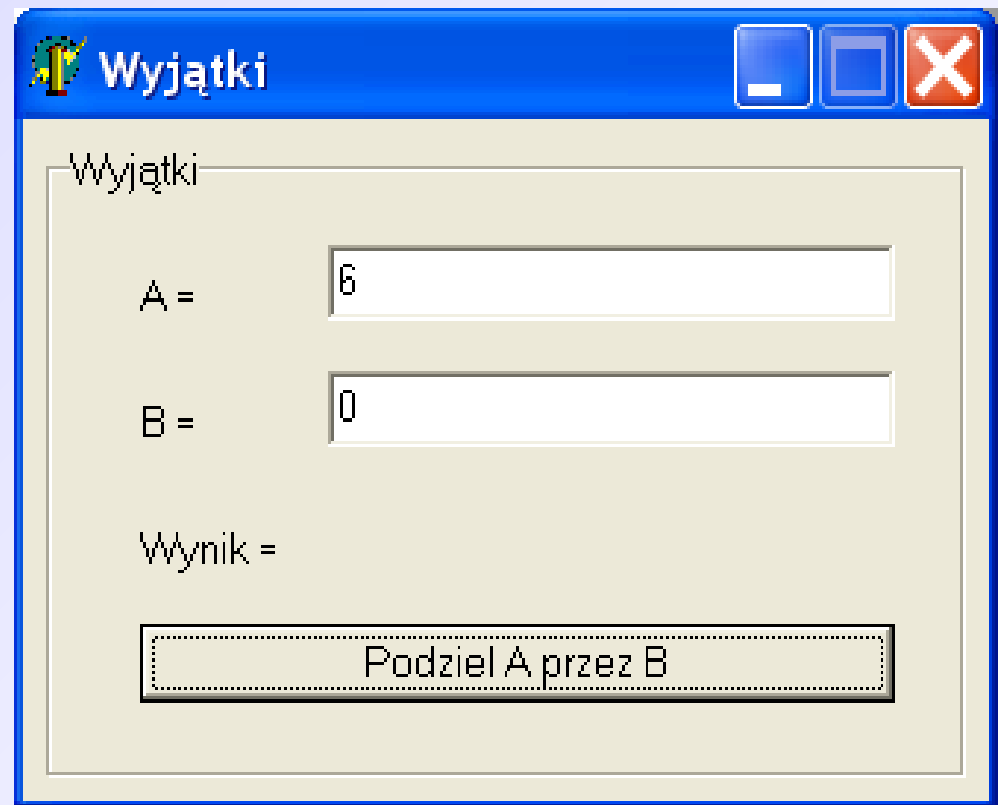 Wyjątki
Wyjątki
A = 6
B = 0
Wynik =
Podziel A przez B